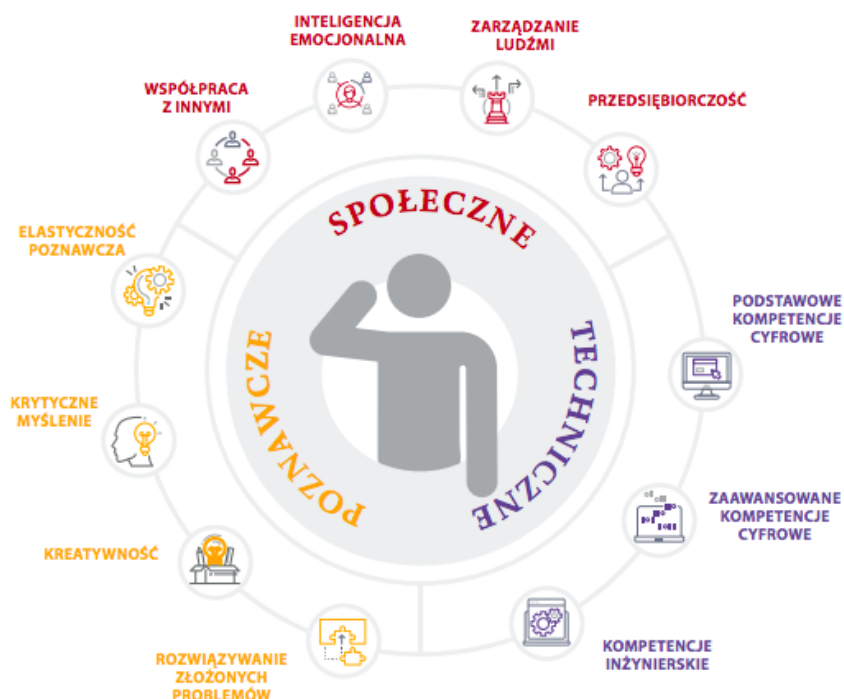 INTELIGENCJA
EMOCJONALNA
ZARZĄDZANIE
LUDŹMI
WSPÓŁPRACA
Z INNYMI
PRZEDSIĘBIORCZOŚĆ
SPOŁECZNE
ELASTYCZNOŚĆ
POZNAWCZA
PODSTAWOWE
KOMPETENCJE
CYFROWE
POZNAWCZE
TECHNICZNE
KRYTYCZNE
MYŚLENIE
ZAAWANSOWANE
KOMPETENCJE
CYFROWE
KREATYWNOŚĆ
KOMPETENCJE
INŻYNIERSKIE
ROZWIĄZYWANIE
ZŁOŻONYCH
PROBLEMÓW